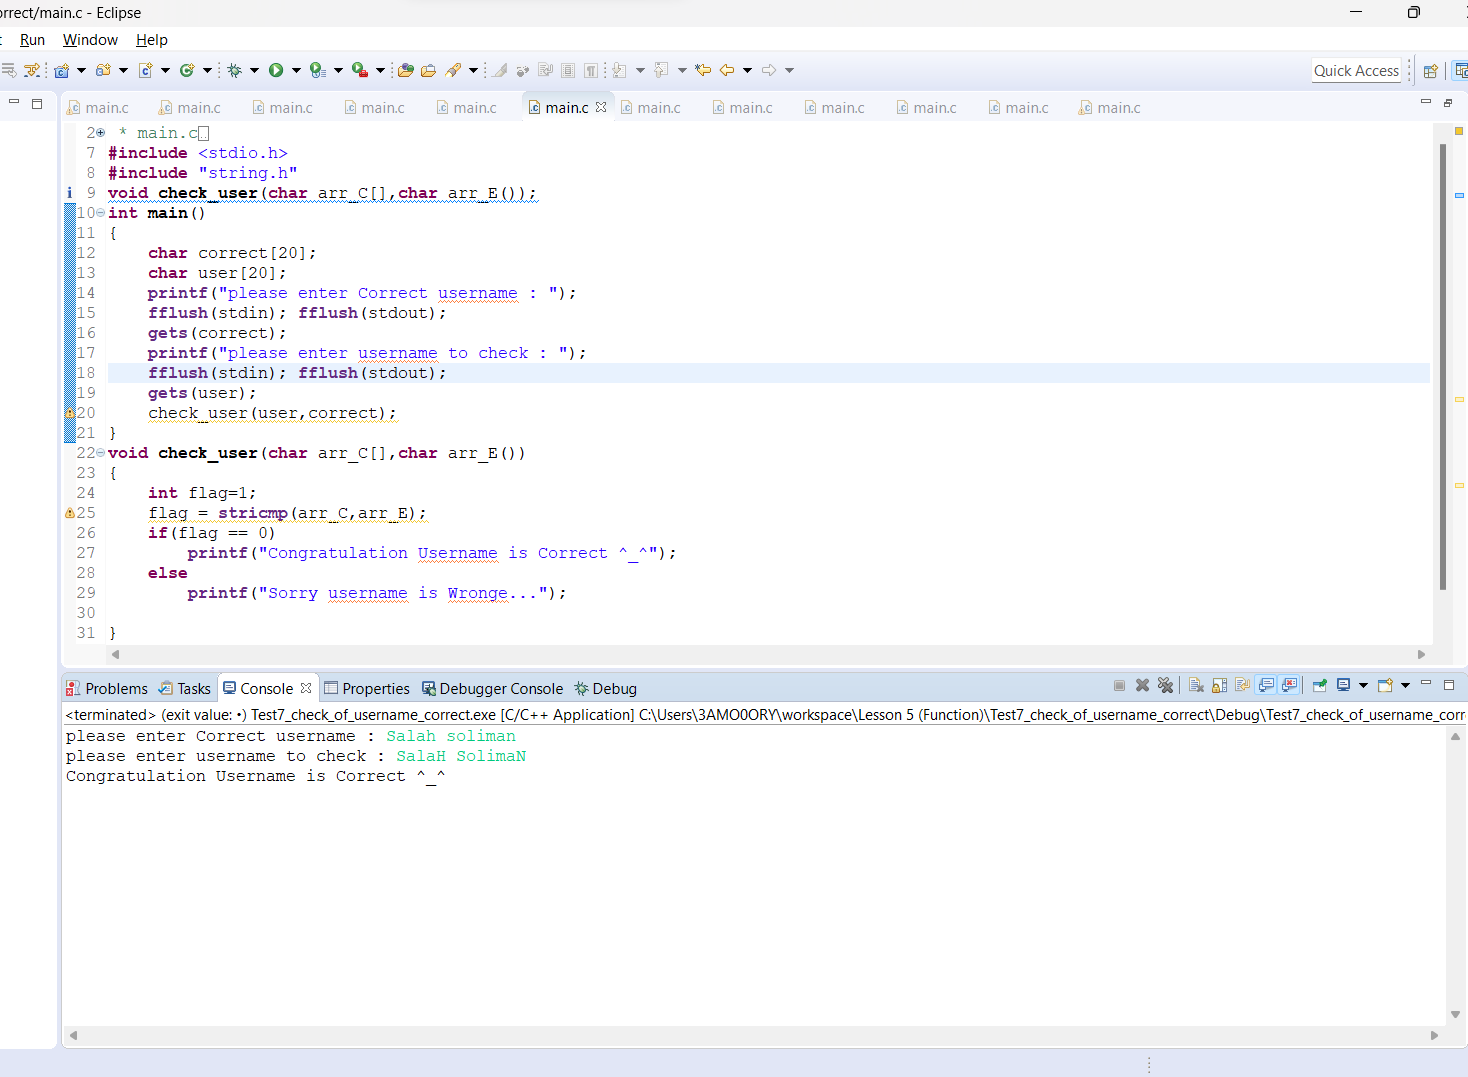 orrect/main.c - Eclipse
Run Window Help
Quick Access
main.c main.c main.c main.c main.c main.c main.c main.c main.c main.c main.c main.c
2 * main.c
7 #include <stdio.h>
8 #include "string.h"
9 void check_user(char arr_C[],char arr_E());
10 int main()
11 {
12 char correct[20];
13 char user[20];
14 printf("please enter Correct username : ");
15 fflush(stdin); fflush(stdout);
16 gets(correct);
17 printf("please enter username to check : ");
18 fflush(stdin); fflush(stdout);
19 gets(user);
20 check_user(user,correct);
21 }
22 void check_user(char arr_C[],char arr_E())
23 {
24 int flag=1;
25 flag = stricmp(arr_C,arr_E);
26 if(flag == 0)
27 printf("Congratulation Username is Correct ^_^");
28 else
29 printf("Sorry username is Wronge...");
30
31 }
Problems Tasks Console Properties Debugger Console Debug
<terminated> (exit value: •) Test7_check_of_username_correct.exe [C/C++ Application] C:\Users\3AMO0ORY\workspace\Lesson 5 (Function)\Test7_check_of_username_correct\Debug\Test7_check_of_username_corr
please enter Correct username : Salah soliman
please enter username to check : SalaH SolimaN
Congratulation Username is Correct ^_^